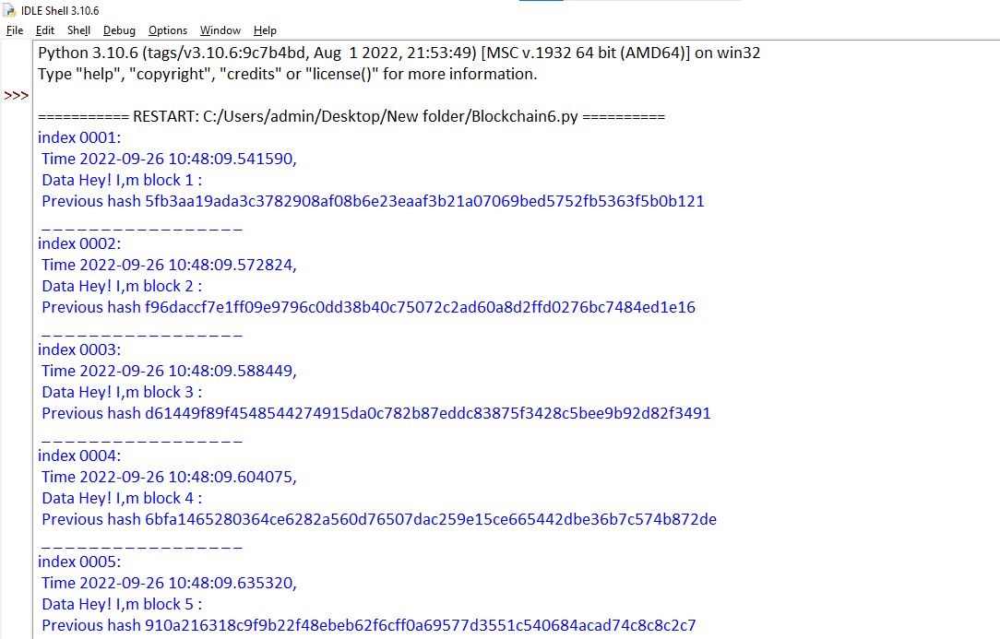 IDLE Shell 3.10.6
File Edit Shell Debug Options Window Help
Python 3.10.6 (tags/v3.10.6:9c7b4bd, Aug  1 2022, 21:53:49) [MSC v.1932 64 bit (AMD64)] on win32
Type "help", "copyright", "credits" or "license()" for more information.
>>>
=========== RESTART: C:/Users/admin/Desktop/New folder/Blockchain6.py ==========
index 0001:
Time 2022-09-26 10:48:09.541590,
Data Hey! I,m block 1 :
Previous hash 5fb3aa19ada3c3782908af08b6e23eaaf3b21a07069bed5752fb5363f5b0b121
_ _ _ _ _ _ _ _ _ _ _ _ _ _ _ _ _
index 0002:
Time 2022-09-26 10:48:09.572824,
Data Hey! I,m block 2 :
Previous hash f96daccf7e1ff09e9796c0dd38b40c75072c2ad60a8d2ffd0276bc7484ed1e16
_ _ _ _ _ _ _ _ _ _ _ _ _ _ _ _ _
index 0003:
Time 2022-09-26 10:48:09.588449,
Data Hey! I,m block 3 :
Previous hash d61449f89f4548544274915da0c782b87eddc83875f3428c5bee9b92d82f3491
_ _ _ _ _ _ _ _ _ _ _ _ _ _ _ _ _
index 0004:
Time 2022-09-26 10:48:09.604075,
Data Hey! I,m block 4 :
Previous hash 6bfa1465280364ce6282a560d76507dac259e15ce665442dbe36b7c574b872de
_ _ _ _ _ _ _ _ _ _ _ _ _ _ _ _ _
index 0005:
Time 2022-09-26 10:48:09.635320,
Data Hey! I,m block 5 :
Previous hash 910a216318c9f9b22f48ebeb62f6cff0a69577d3551c540684acad74c8c8c2c7